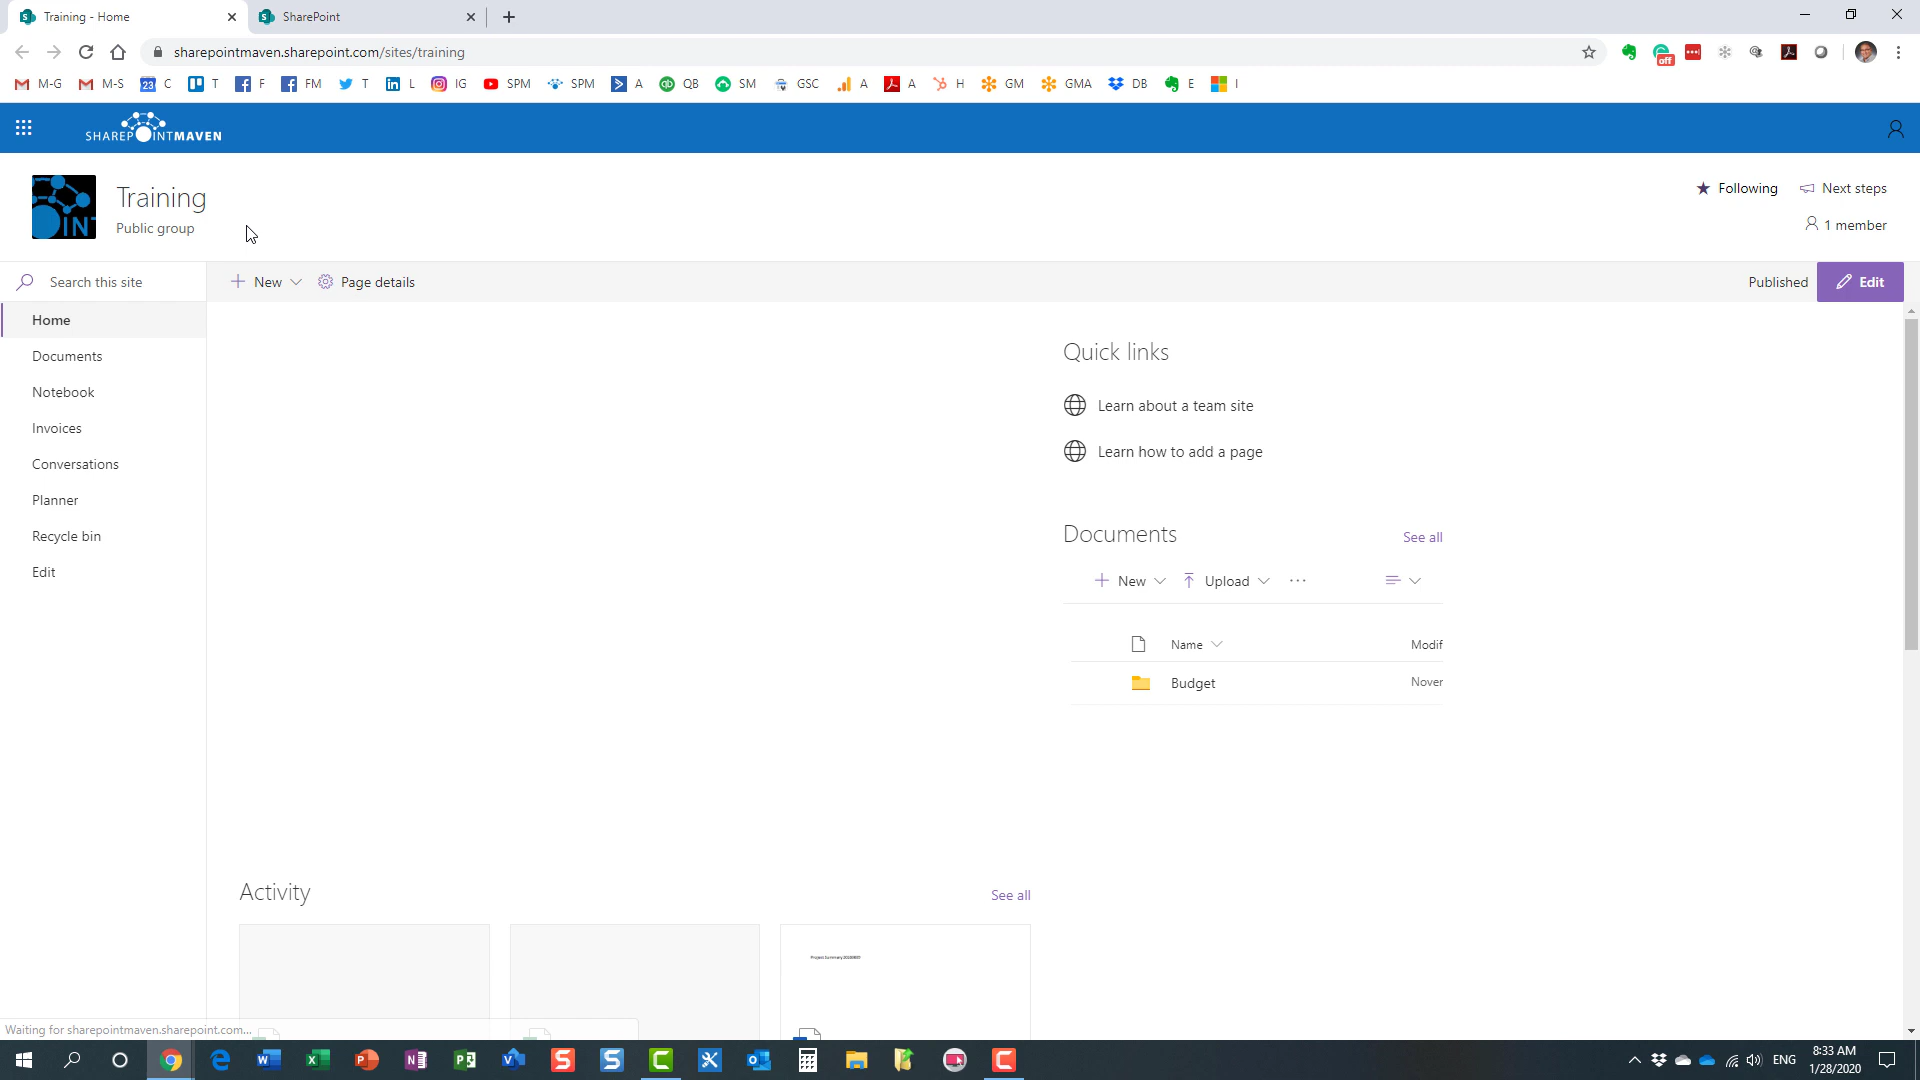 Training - Home
SharePoint
sharepointmaven.sharepoint.com/sites/training
off
M-G M-S 23 C T F FM T L IG SPM SPM A QB SM GSC A A H GM GMA DB E I
SHAREPOINTMAVEN
IN
Training
Public group
Following
Next steps
1 member
Search this site
New
Page details
Published
Edit
Home
Documents
Notebook
Invoices
Conversations
Planner
Recycle bin
Edit
Quick links
Learn about a team site
Learn how to add a page
Documents
See all
New
Upload
Name
Modif
Budget
Nover
Activity
See all
Waiting for sharepointmaven.sharepoint.com...
ENG
8:33 AM
1/28/2020